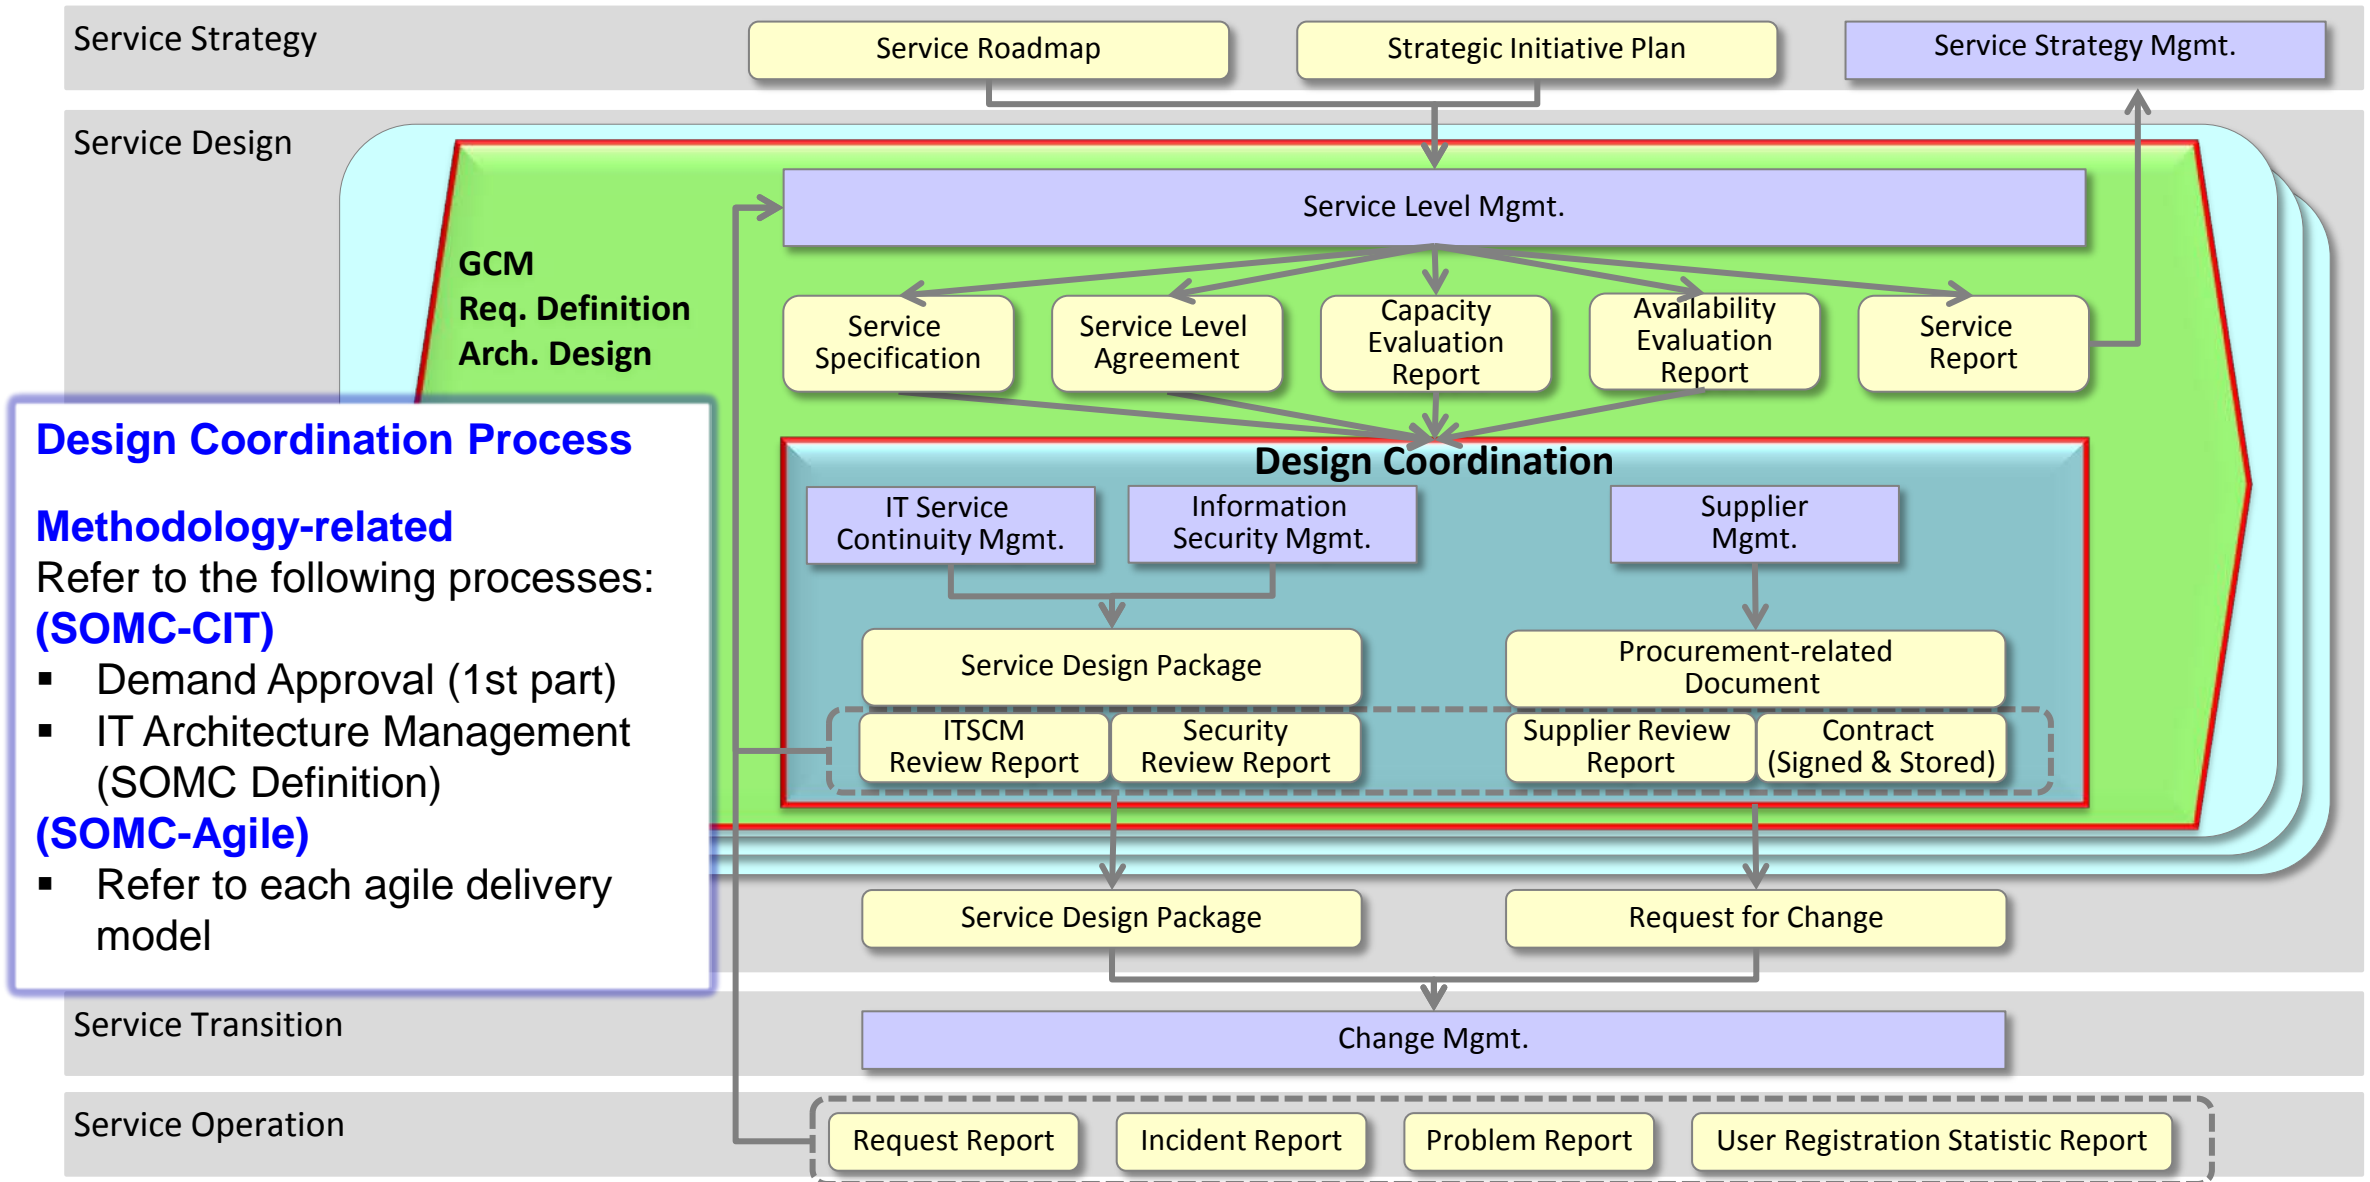 Service Strategy
Service Roadmap
Strategic Initiative Plan
Service Strategy Mgmt.
Service Design
Service Level Mgmt.
GCM
Req. Definition
Arch. Design
Service
Specification
Service Level
Agreement
Capacity
Evaluation
Report
Availability
Evaluation
Report
Service
Report
Design Coordination Process
Methodology-related
Refer to the following processes:
(SOMC-CIT)
▪ Demand Approval (1st part)
▪ IT Architecture Management
(SOMC Definition)
(SOMC-Agile)
▪ Refer to each agile delivery
model
Design Coordination
IT Service
Continuity Mgmt.
Information
Security Mgmt.
Supplier
Mgmt.
Service Design Package
Procurement-related
Document
ITSCM
Review Report
Security
Review Report
Supplier Review
Report
Contract
(Signed & Stored)
Service Design Package
Request for Change
Service Transition
Change Mgmt.
Service Operation
Request Report
Incident Report
Problem Report
User Registration Statistic Report